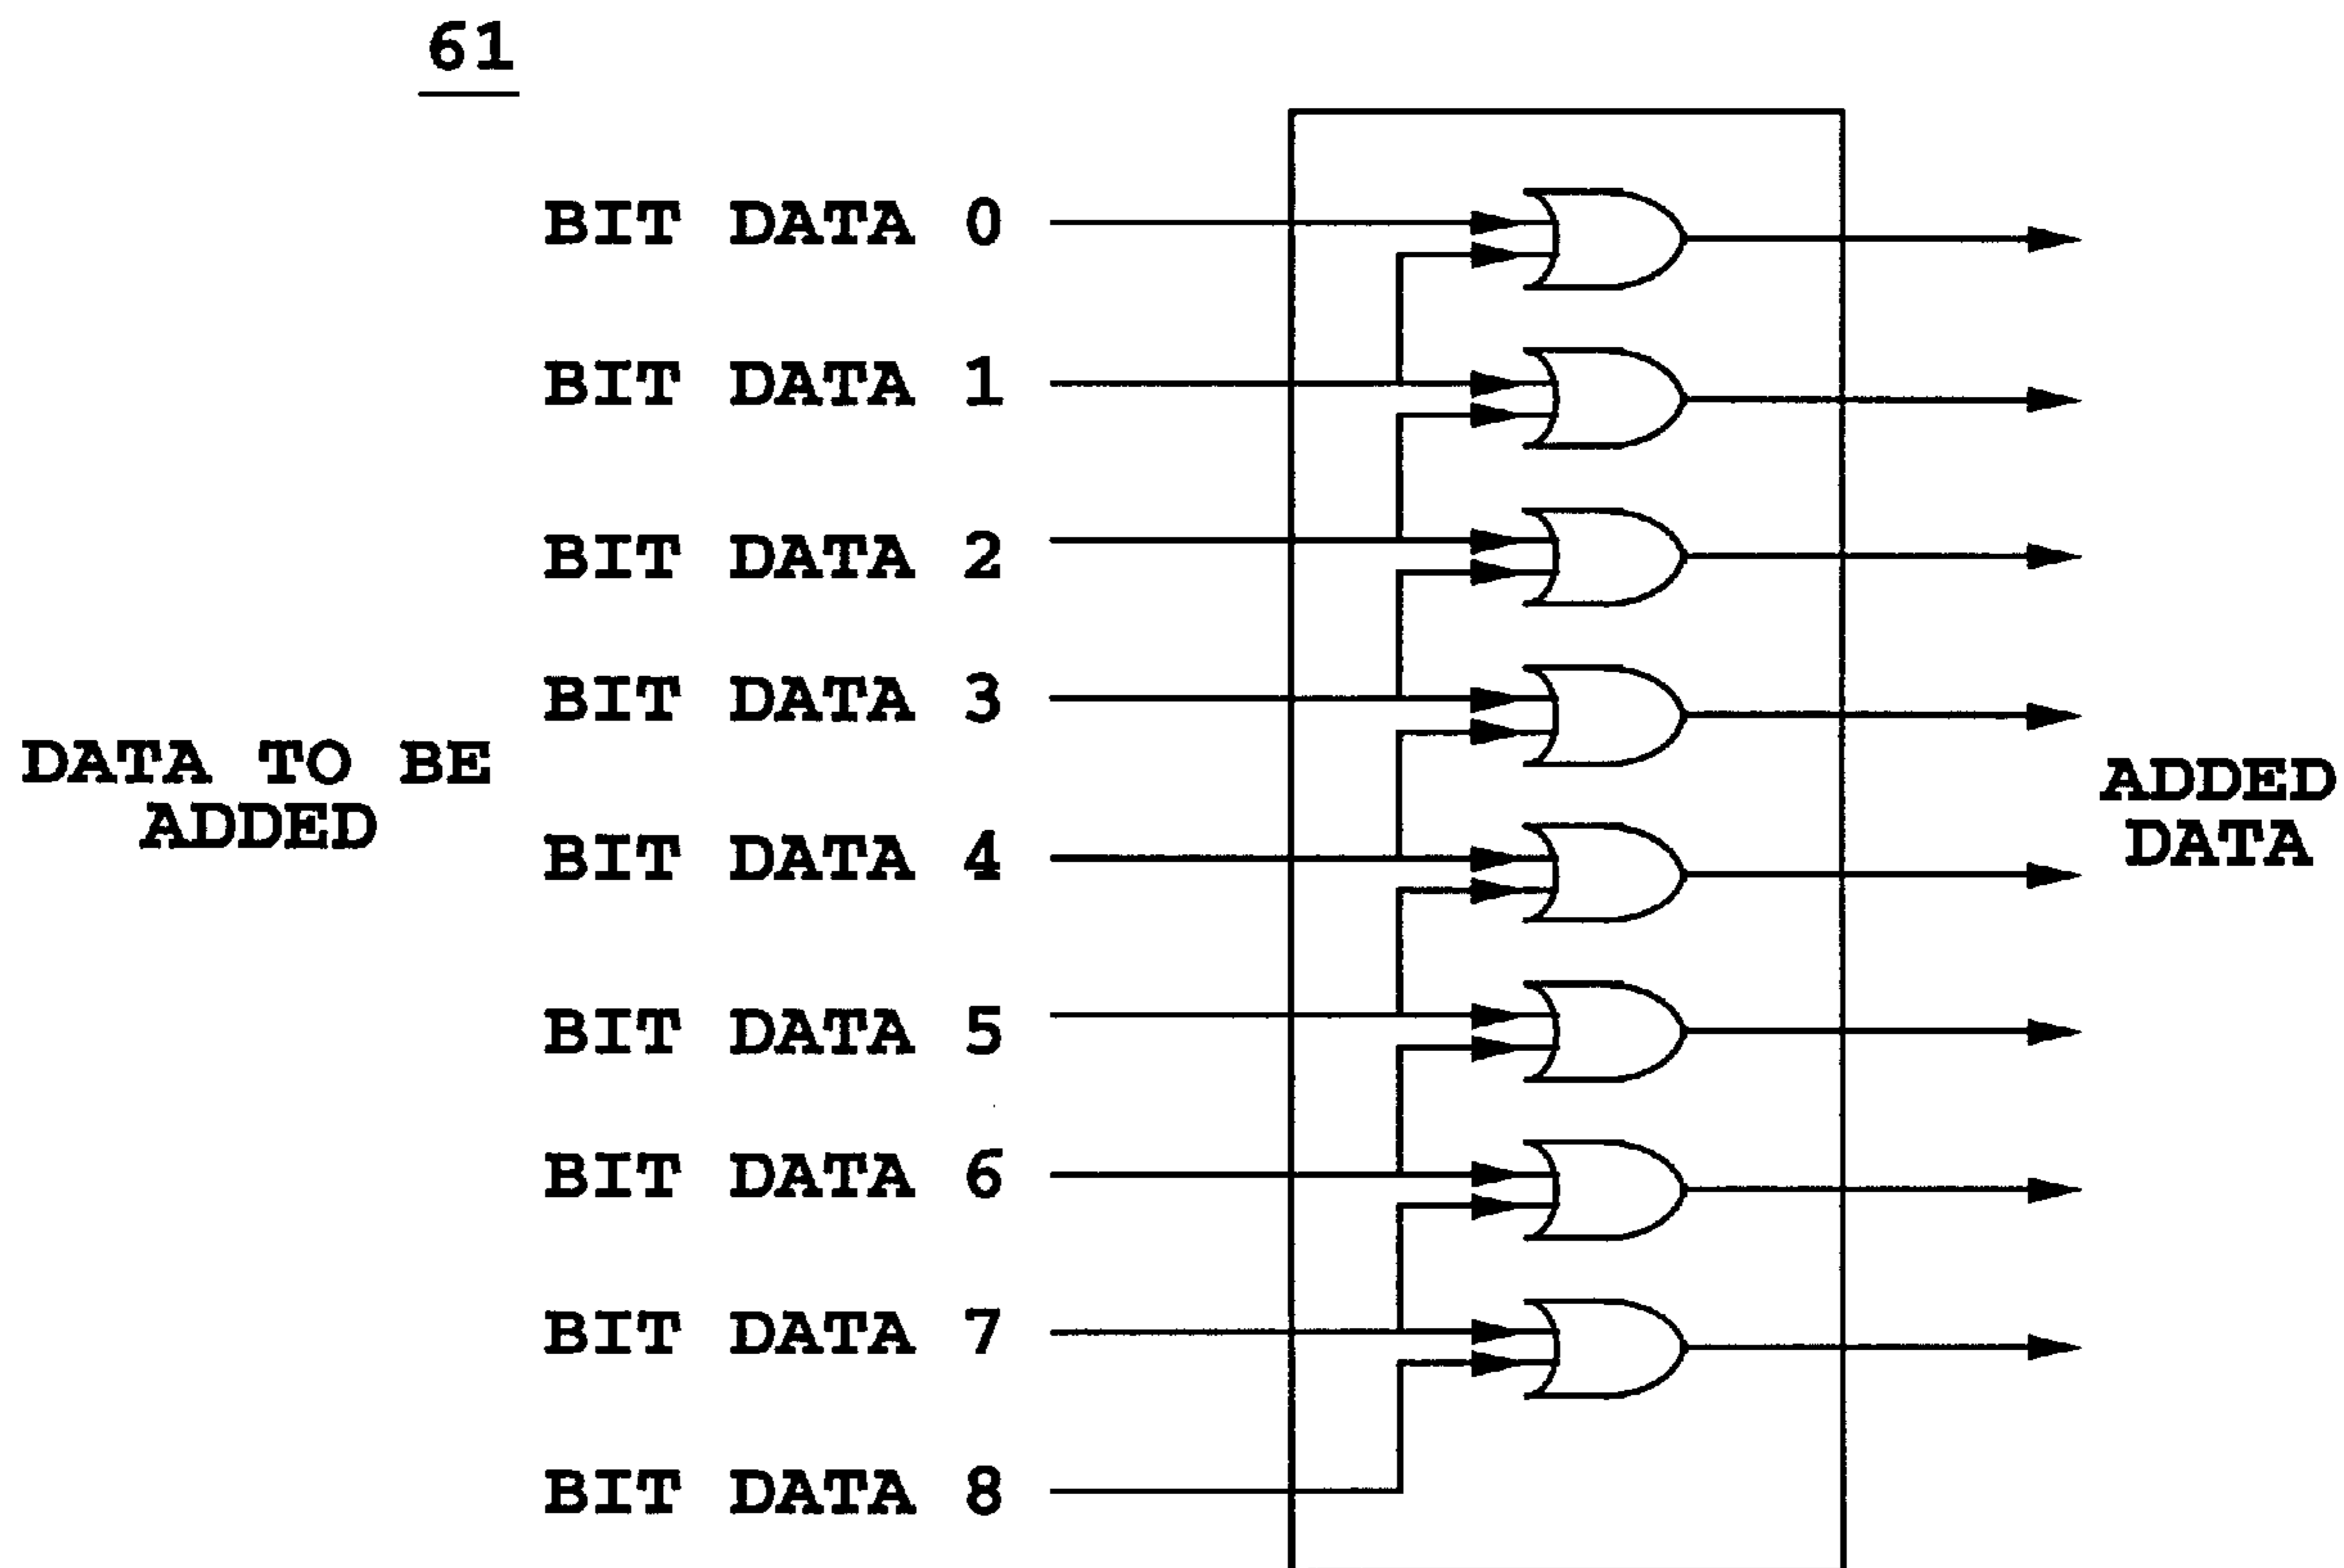 61
BIT DATA 0
BIT DATA 1
BIT DATA 2
BIT DATA 3
DATA TO BE
ADDED
BIT DATA 4
BIT DATA 5
BIT DATA 6
BIT DATA 7
BIT DATA 8
ADDED
DATA